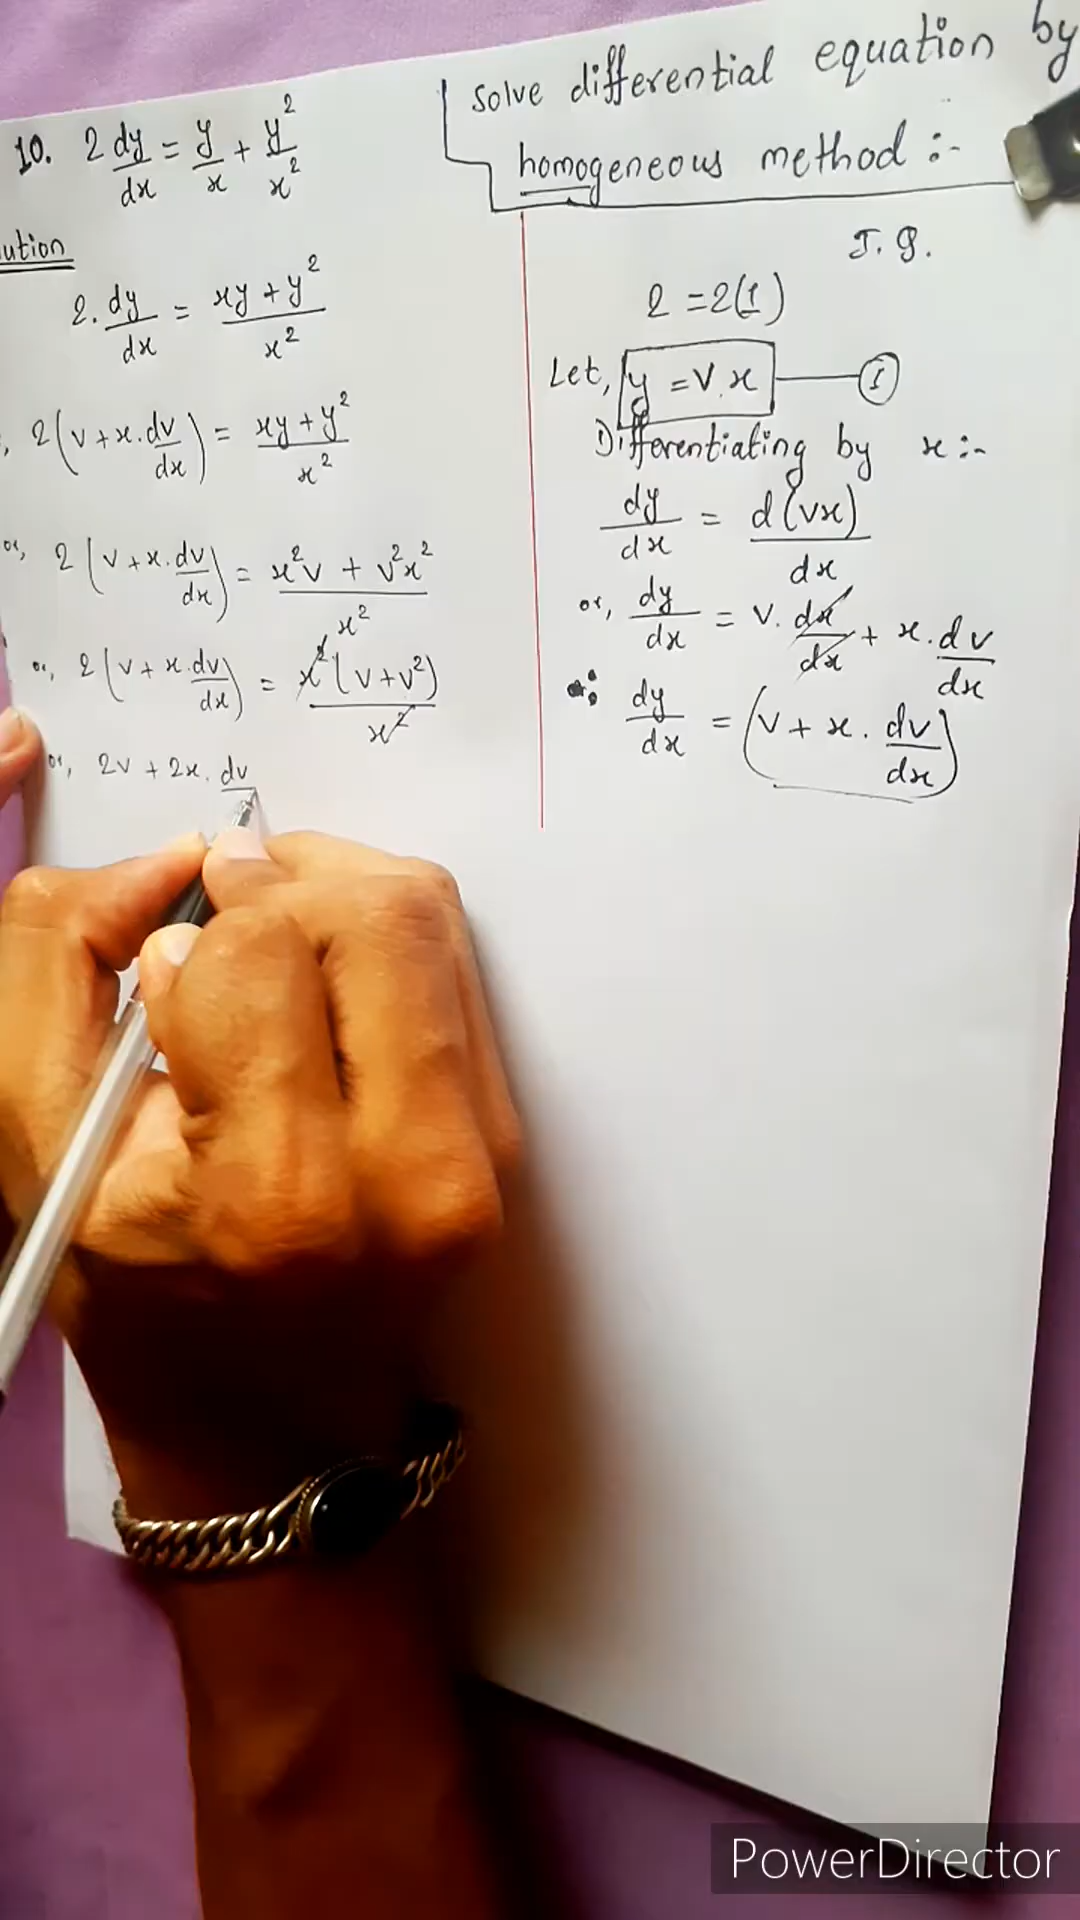 solve differential equation by
homogeneous method :-
10. 2 dy/dx = y/x + y²/x²
ution
2. dy/dx = xy + y²/x²
, 2(v + x. dv/dx) = xy + y²/x²
or, 2(v + x. dv/dx) = x²v + v²x²/x²
or, 2(v + x. dv/dx) = x²(v + v²)/x²
or, 2v + 2x. dv
2 = 2(1)
Let, y = v.x — 1
Differentiating by x :-
dy/dx = d(vx)/dx
or, dy/dx = v. dx/dx + x. dv/dx
∴ dy/dx = (v + x. dv/dx)
PowerDirector